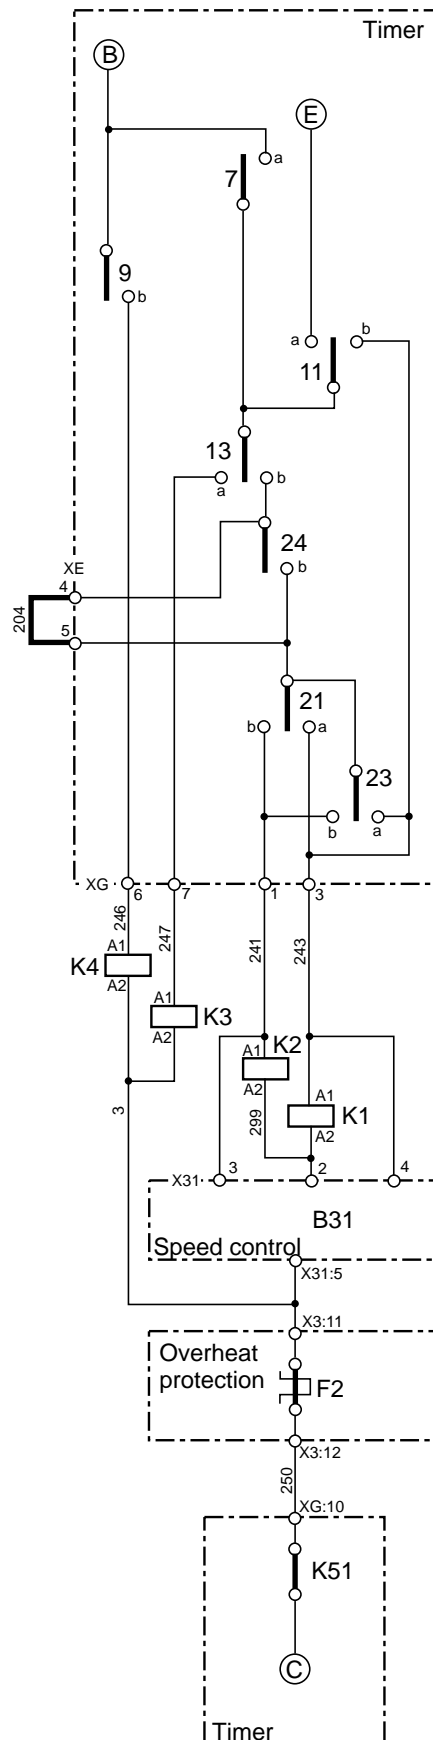 Timer
B
E
a
7
9
b
a
b
11
13
a
b
24
b
XE
4
204
5
21
b
a
23
b
a
XG
6
7
1
3
246
247
241
243
A1
K4
A2
A1
K3
A2
A1
K2
A2
299
A1
K1
A2
3
X31
3
2
4
B31
Speed control
X31:5
X3:11
Overheat
protection
F2
X3:12
250
XG:10
K51
C
Timer